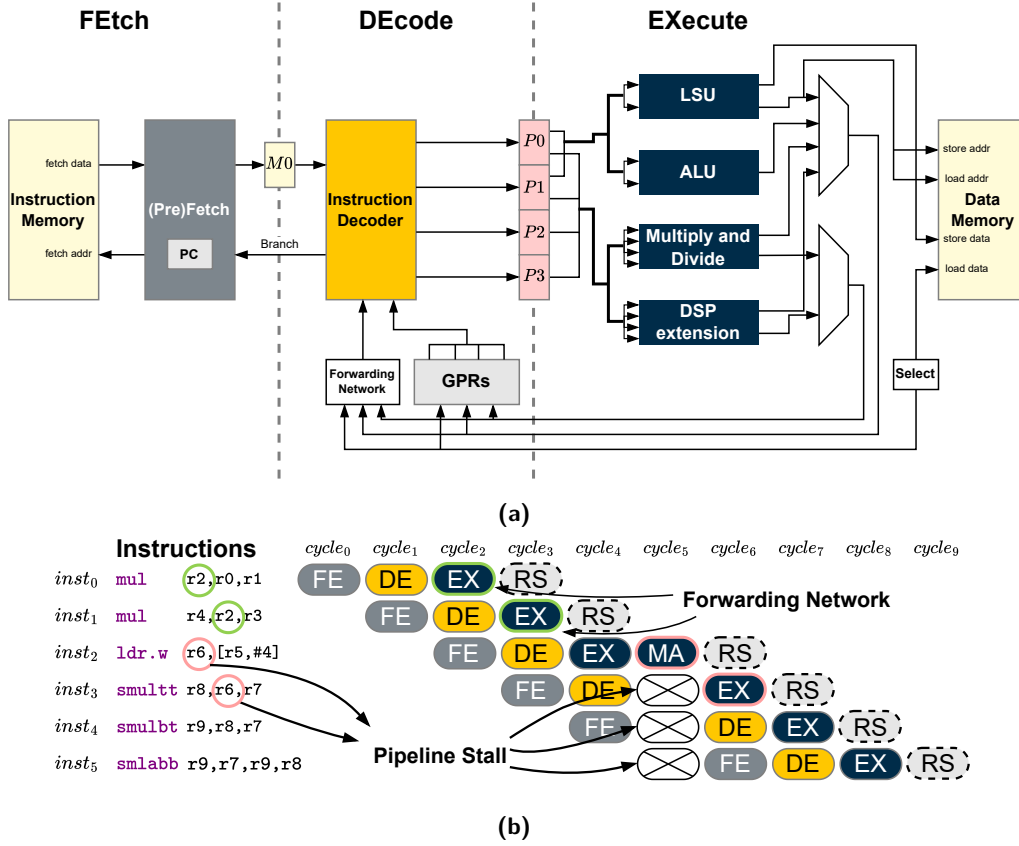 FEtch DEcode EXecute
fetch data
Instruction Memory
fetch addr
(Pre)Fetch
PC
M0
Branch
Instruction Decoder
P0
P1
P2
P3
LSU
ALU
Multiply and Divide
DSP extension
store addr
load addr
Data Memory
store data
load data
Forwarding Network
GPRs
Select
(a)
Instructions cycle0 cycle1 cycle2 cycle3 cycle4 cycle5 cycle6 cycle7 cycle8 cycle9
inst0 mul r2,r0,r1 FE DE EX RS
Forwarding Network
inst1 mul r4,r2,r3 FE DE EX RS
inst2 ldr.w r6,[r5,#4] FE DE EX MA RS
inst3 smultt r8,r6,r7 FE DE EX RS
inst4 smulbt r9,r8,r7 FE DE EX RS
Pipeline Stall
inst5 smlabb r9,r7,r9,r8 FE DE EX RS
(b)